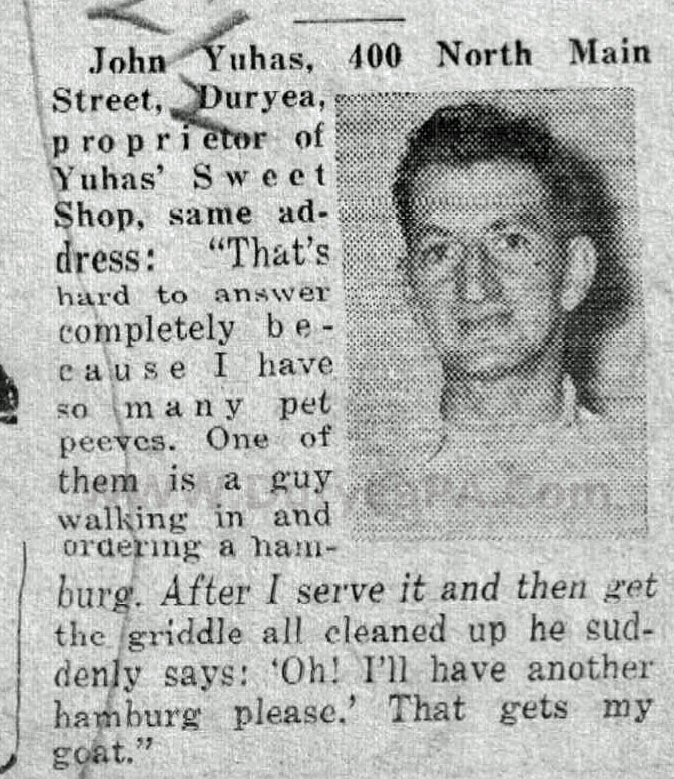 John Yuhas, 400 North Main
Street, Duryea,
proprietor of
Yuhas' Sweet
Shop, same ad-
dress: "That's
hard to answer
completely be-
cause I have
so many pet
peeves. One of
them is a guy
walking in and
ordering a ham-
burg. After I serve it and then get
the griddle all cleaned up he sud-
denly says: 'Oh! I'll have another
hamburg please.' That gets my
goat."
www.DuryeaPA.com